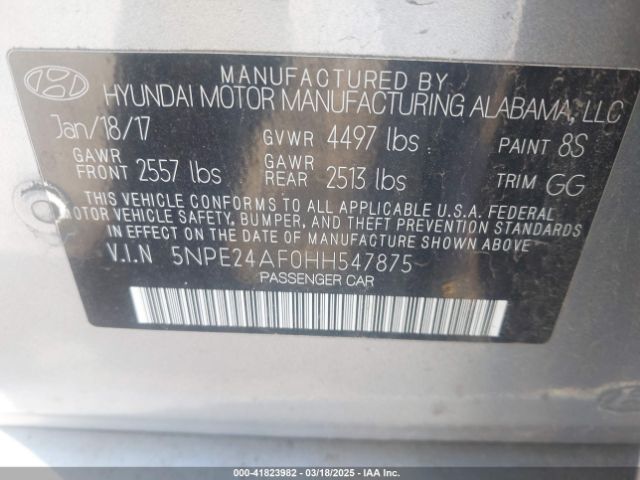 MANUFACTURED BY
HYUNDAI MOTOR MANUFACTURING ALABAMA, LLC
Jan/18/17 GVWR 4497 lbs PAINT 8S
GAWR FRONT 2557 lbs GAWR REAR 2513 lbs TRIM GG
THIS VEHICLE CONFORMS TO ALL APPLICABLE U.S.A. FEDERAL
MOTOR VEHICLE SAFETY, BUMPER, AND THEFT PREVENTION STANDARDS
IN EFFECT ON THE DATE OF MANUFACTURE SHOWN ABOVE.
V.I.N 5NPE24AF0HH547875
PASSENGER CAR
© COPYRIGHT - 41823982 - 03/18/2025 - IAA Inc.